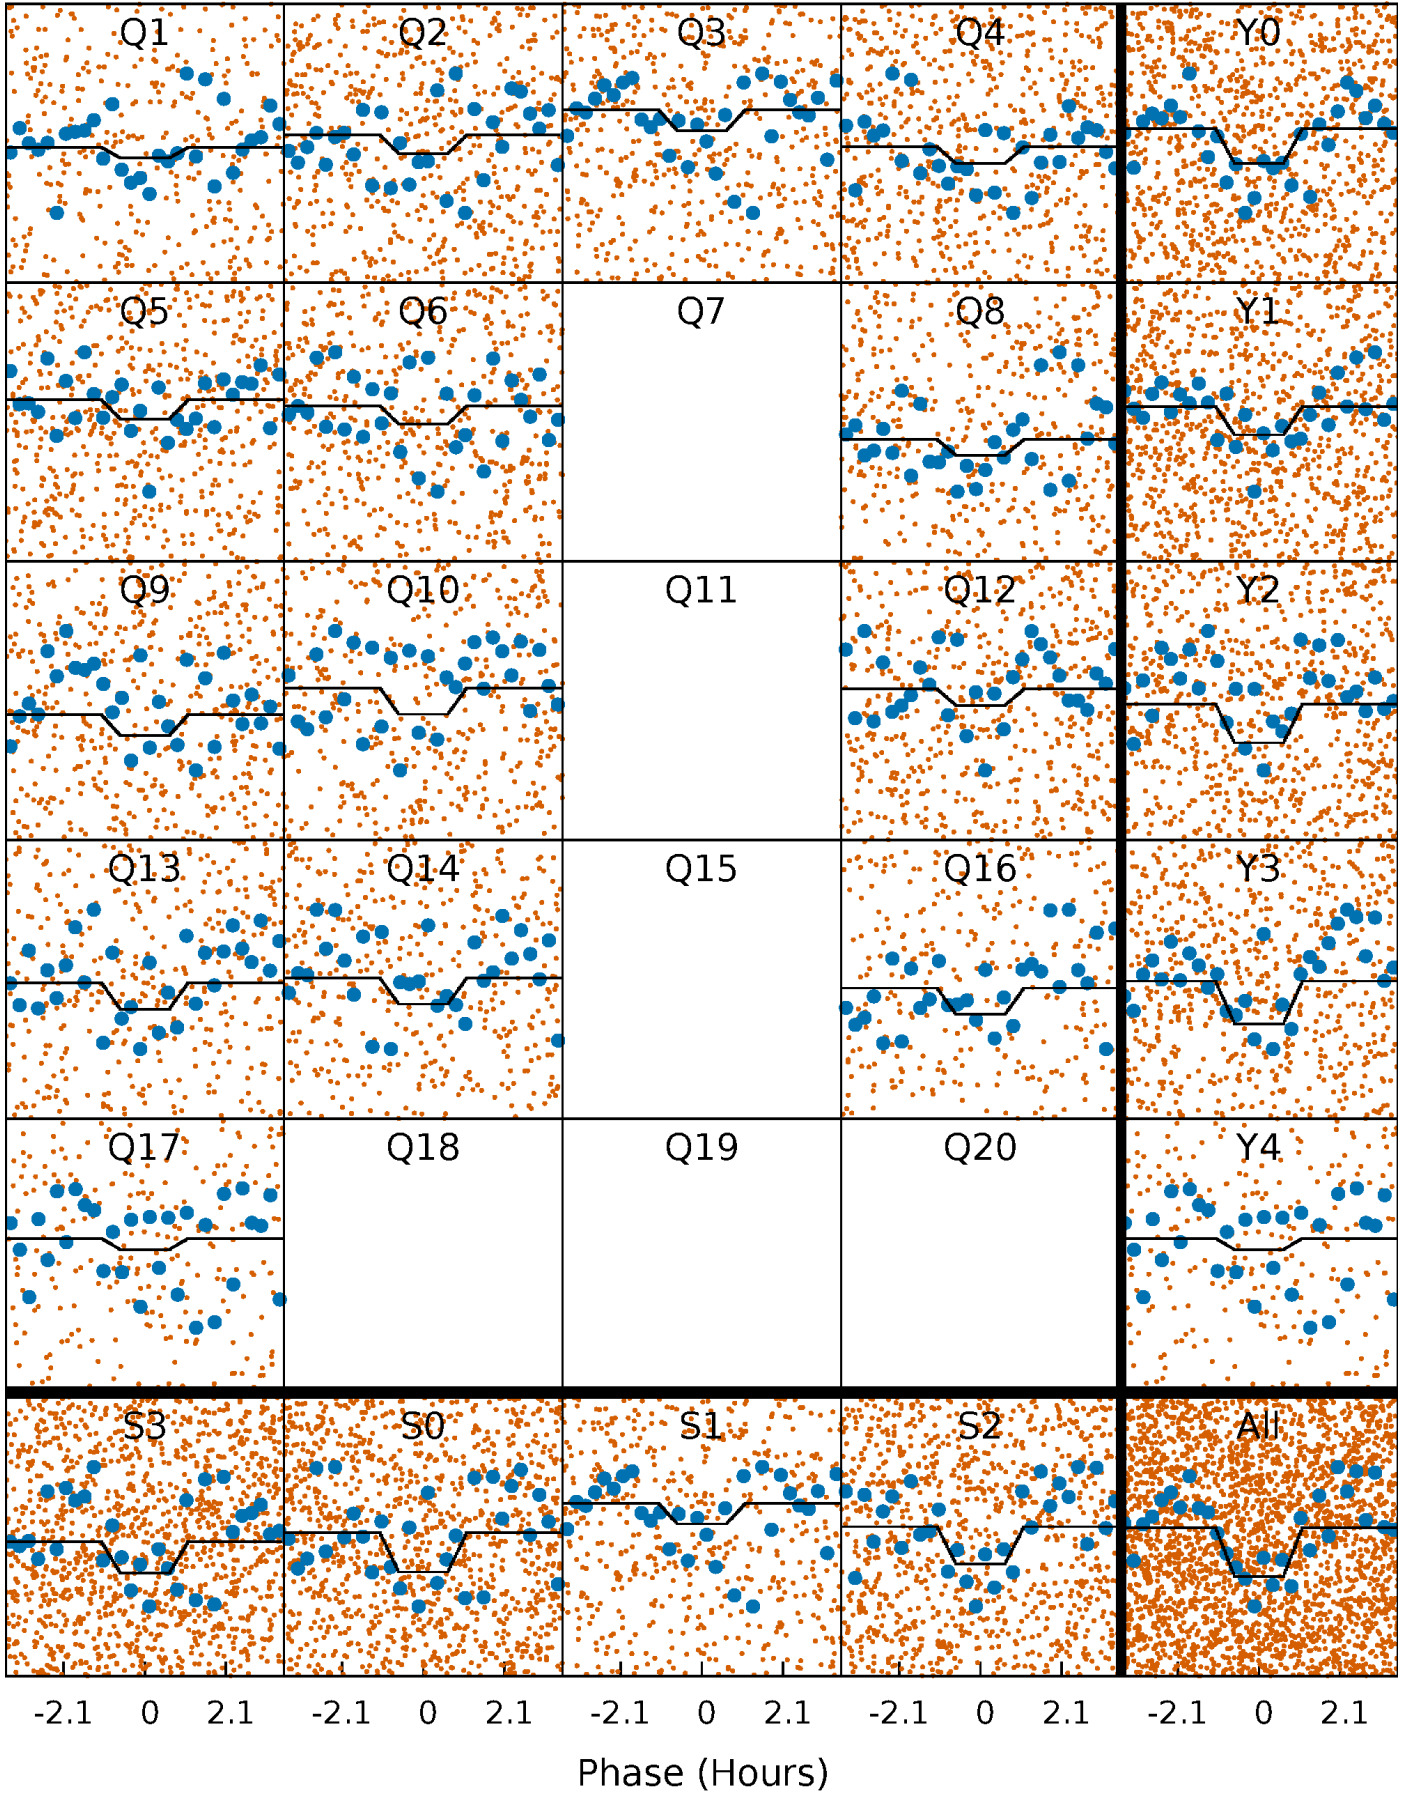 Q1 Q2 Q3 Q4 Y0
Q5 Q6 Q7 Q8 Y1
Q9 Q10 Q11 Q12 Y2
Q13 Q14 Q15 Q16 Y3
Q17 Q18 Q19 Q20 Y4
S3 S0 S1 S2 All
-2.1 0 2.1 -2.1 0 2.1 -2.1 0 2.1 -2.1 0 2.1 -2.1 0 2.1
Phase (Hours)